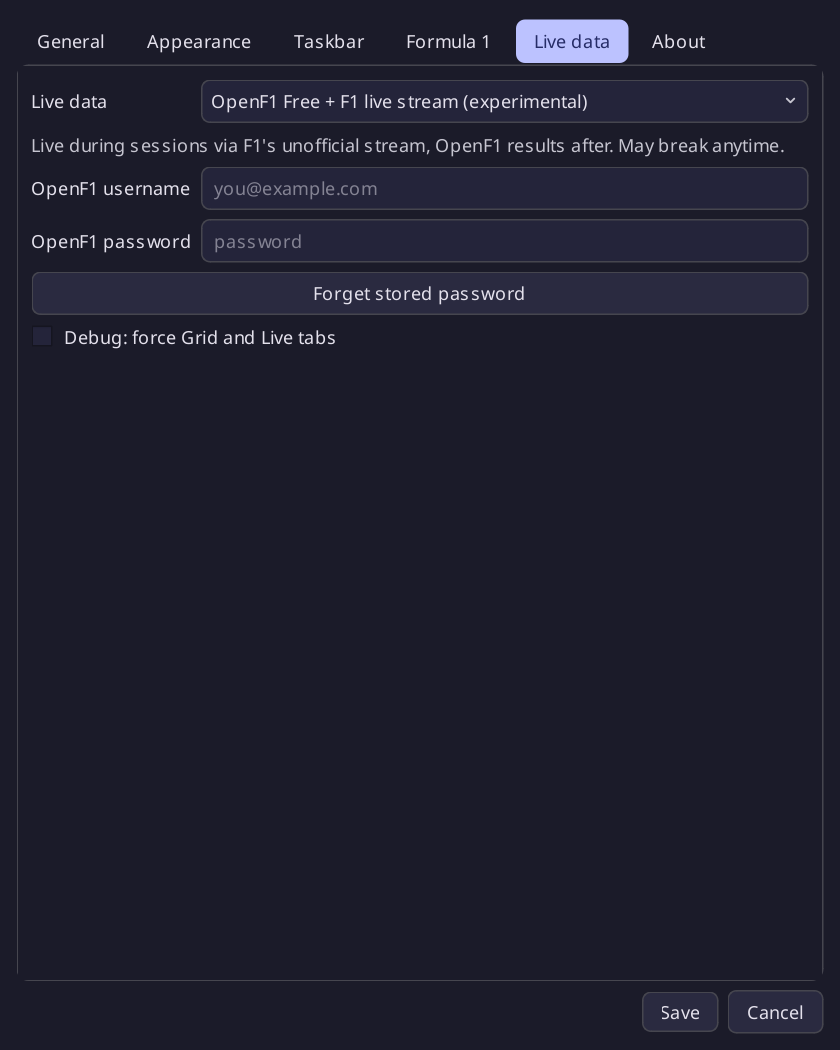 General Appearance Taskbar Formula 1 Live data About
Live data OpenF1 Free + F1 live stream (experimental)
Live during sessions via F1's unofficial stream, OpenF1 results after. May break anytime.
OpenF1 username you@example.com
OpenF1 password password
Forget stored password
Debug: force Grid and Live tabs
Save Cancel